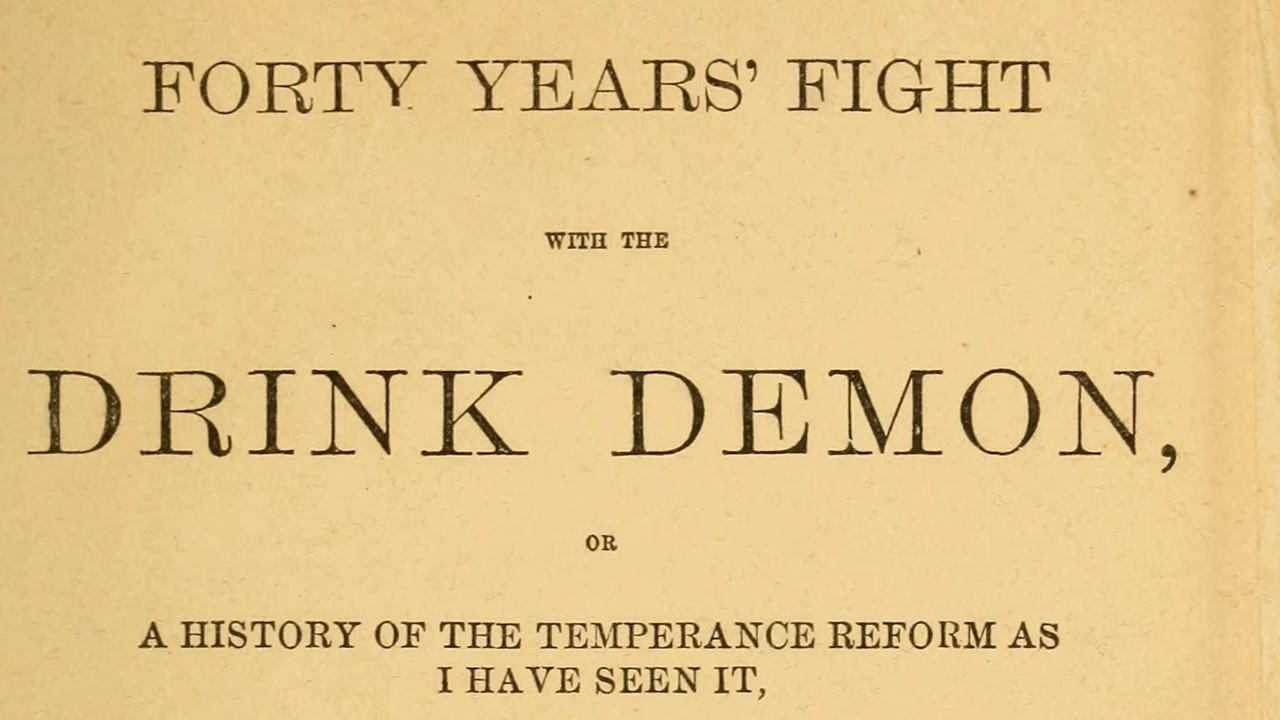 FORTY YEARS' FIGHT
WITH THE
DRINK DEMON,
OR
A HISTORY OF THE TEMPERANCE REFORM AS
I HAVE SEEN IT,